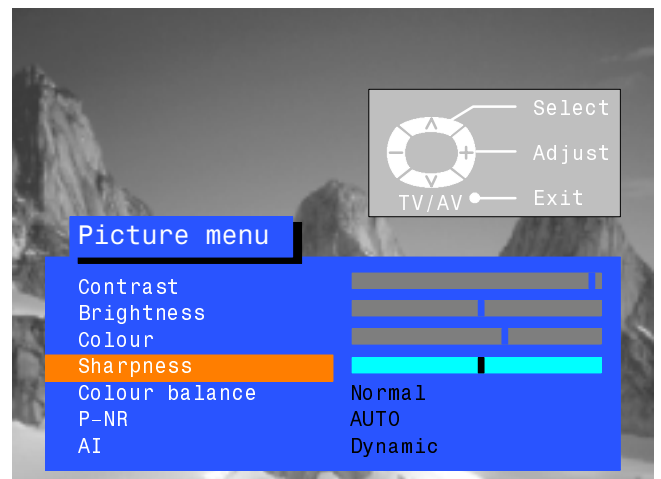 Select
Adjust
TV/AV Exit
Picture menu
Contrast
Brightness
Colour
Sharpness
Colour balance Normal
P-NR AUTO
AI Dynamic